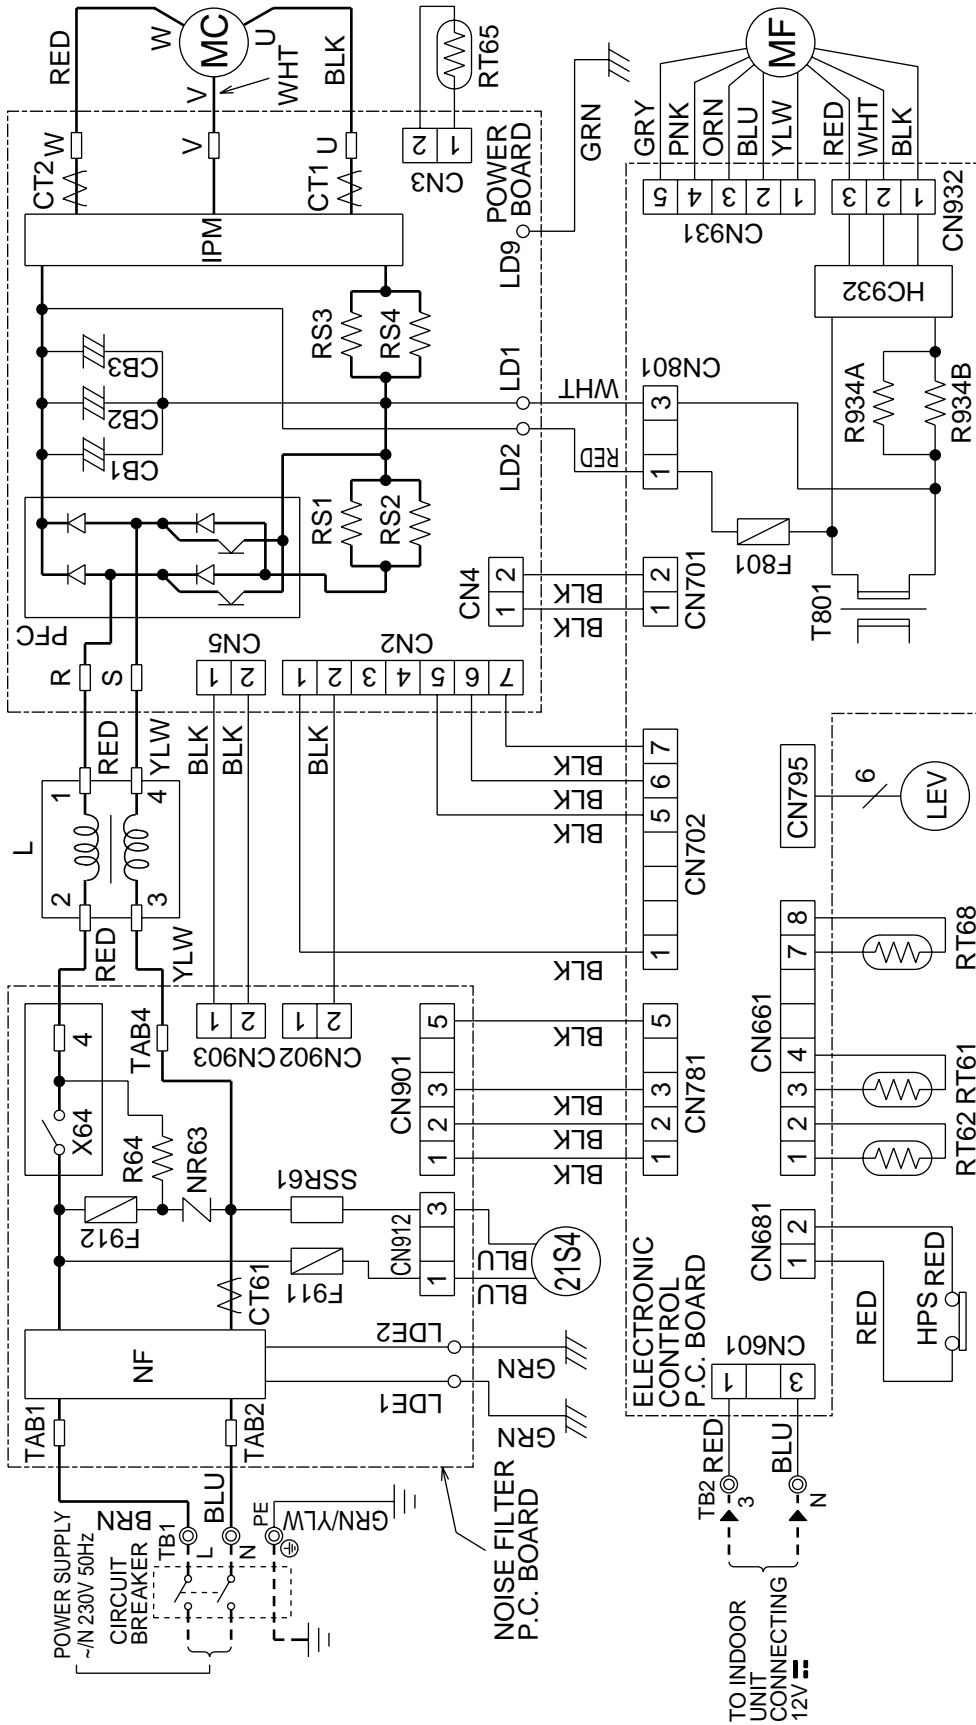 POWER SUPPLY
~/N 230V 50Hz
CIRCUIT
BREAKER
BRN
TB1
L
BLU
N
PE
GRN/YLW
TAB1
TAB2
NF
LDE1
LDE2
GRN
GRN
NOISE FILTER
P.C. BOARD
CT61
F911
F912
R64
NR63
X64
4
TAB4
SSR61
CN912
1
3
BLU
BLU
21S4
CN901
1
2
3
5
CN903
1
2
CN902
1
2
BLK
BLK
BLK
BLK
RED
YLW
L
2
1
3
4
RED
YLW
BLK
BLK
BLK
R
S
PFC
CN5
1
2
CN2
1
2
3
4
5
6
7
BLK
BLK
BLK
BLK
CB1
CB2
CB3
RS1
RS2
RS3
RS4
IPM
CN4
1
2
BLK
BLK
LD2
LD1
LD9
RED
WHT
GRN
POWER
BOARD
CN3
1
2
RT65
CT2
W
V
CT1
U
RED
W
V
WHT
U
BLK
MC
ELECTRONIC
CONTROL
P.C. BOARD
CN781
1
2
3
5
CN702
1
5
6
7
CN701
1
2
CN801
1
3
F801
T801
R934A
R934B
HC932
CN931
5
4
3
2
1
CN932
3
2
1
GRY
PNK
ORN
BLU
YLW
RED
WHT
BLK
MF
TO INDOOR
UNIT
CONNECTING
12V
TB2
3
N
RED
BLU
CN601
1
3
CN681
1
2
RED
HPS
RED
CN661
1
2
3
4
7
8
RT62
RT61
RT68
CN795
6
LEV